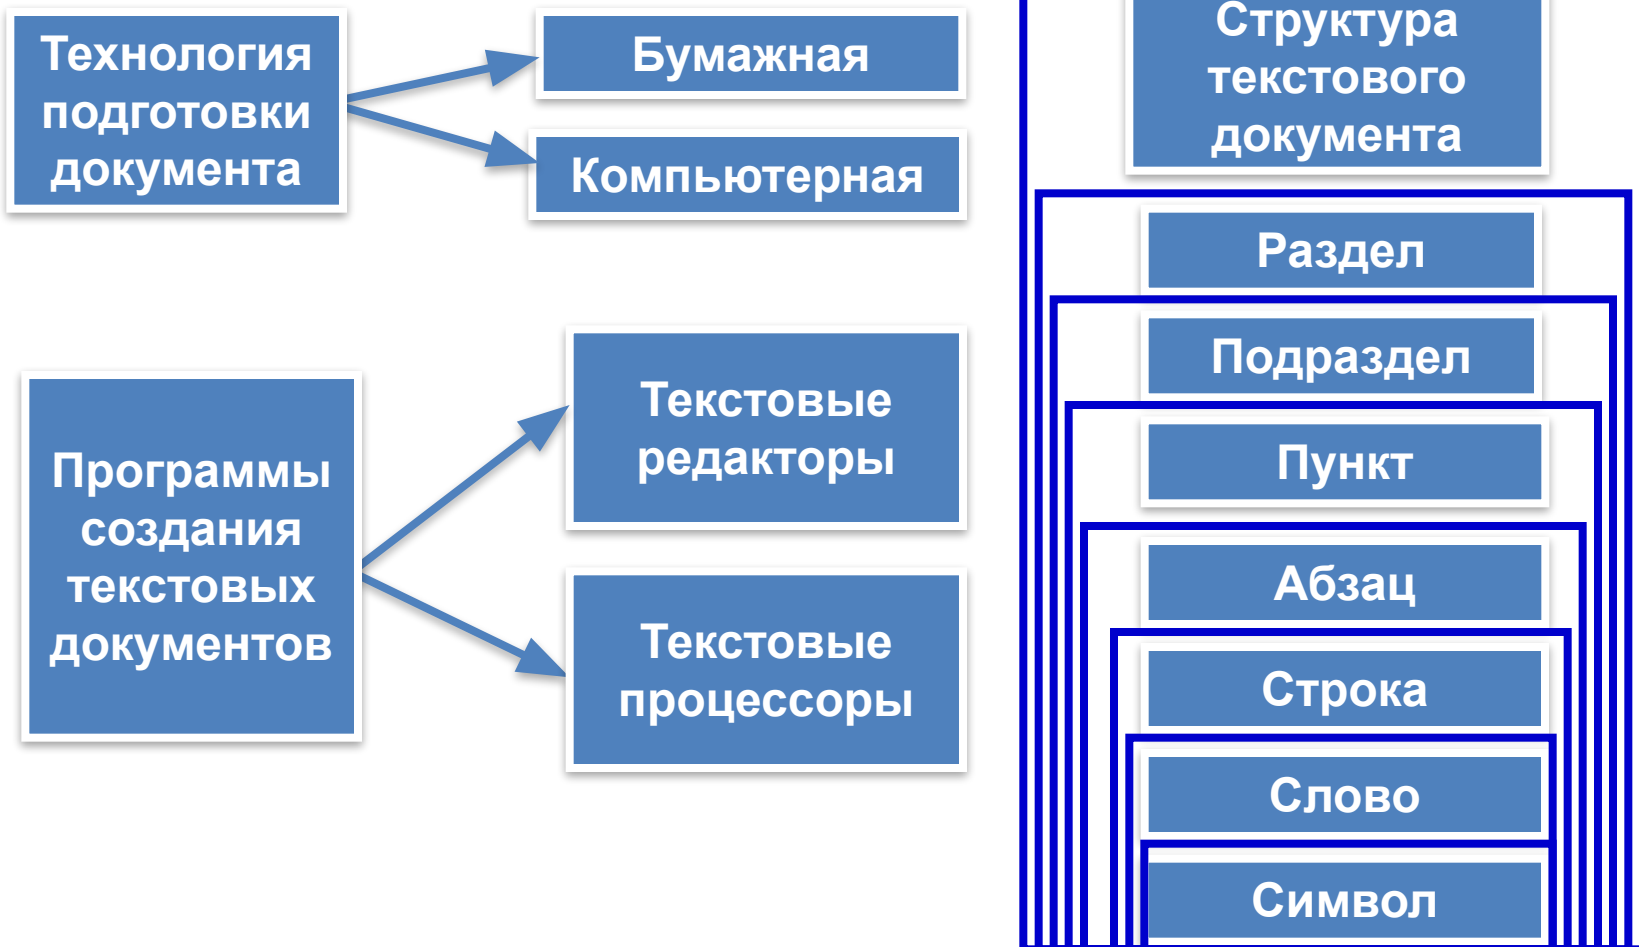 Технология
подготовки
документа
Бумажная
Компьютерная
Программы
создания
текстовых
документов
Текстовые
редакторы
Текстовые
процессоры
Структура
текстового
документа
Раздел
Подраздел
Пункт
Абзац
Строка
Слово
Символ